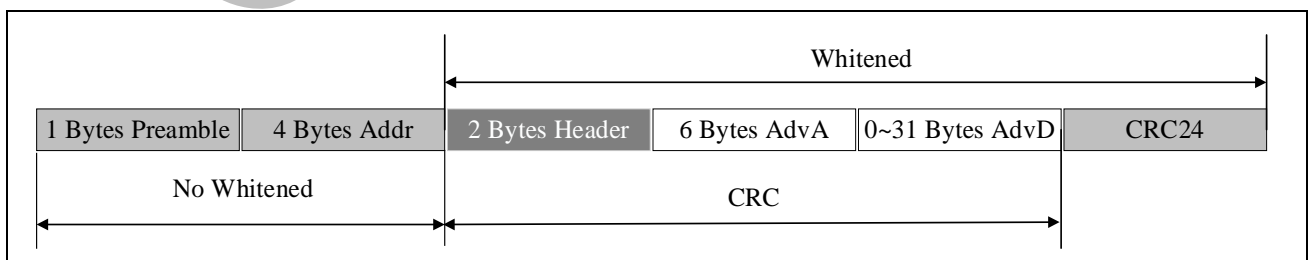 Whitened
1 Bytes Preamble 4 Bytes Addr 2 Bytes Header 6 Bytes AdvA 0~31 Bytes AdvD CRC24
No Whitened
CRC